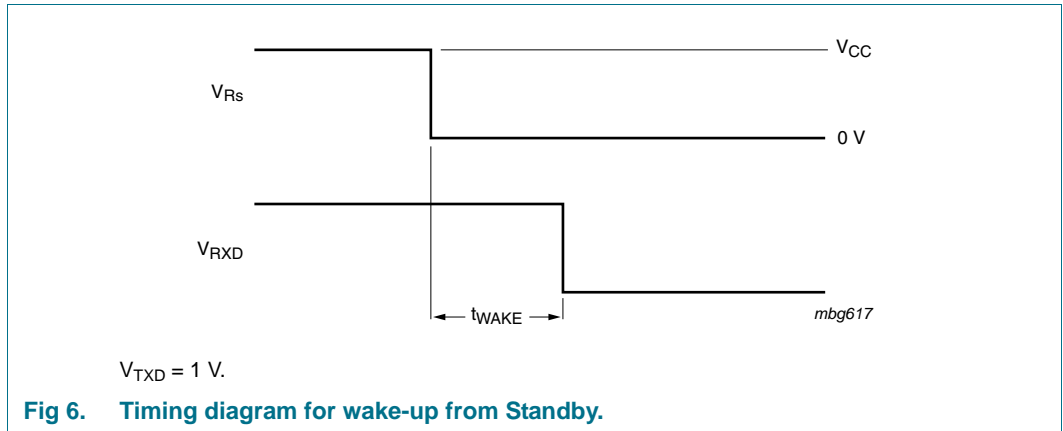 V_CC
V_Rs
0 V
V_RXD
t_WAKE
mbg617
V_TXD = 1 V.
Fig 6. Timing diagram for wake-up from Standby.